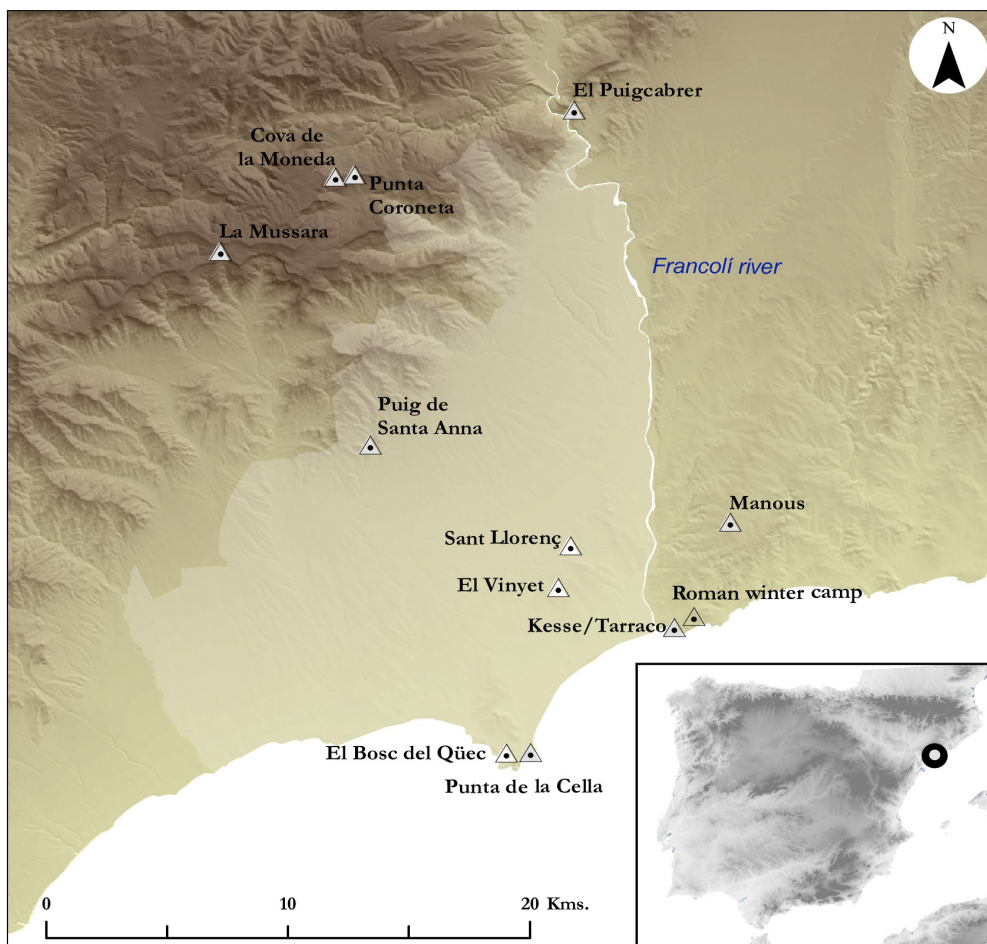 N
El Puigcabrer
Cova de
la Moneda
Punta
Coroneta
La Mussara
Francolí river
Puig de
Santa Anna
Manous
Sant Llorenç
El Vinyet
Roman winter camp
Kesse/Tarraco
El Bosc del Qüec
Punta de la Cella
0 10 20 Kms.